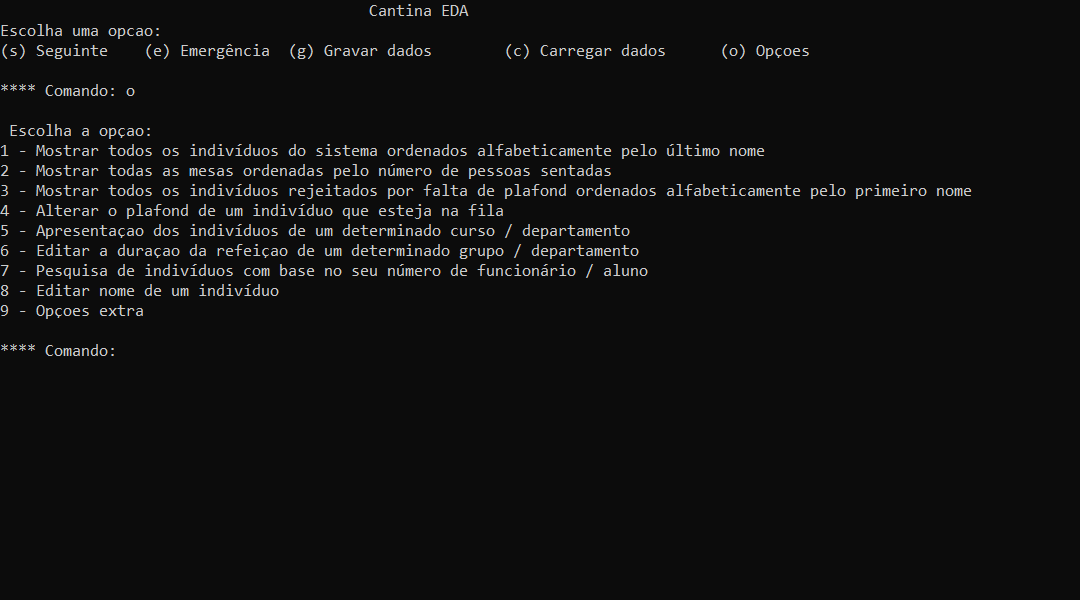 Cantina EDA
Escolha uma opcao:
(s) Seguinte    (e) Emergência  (g) Gravar dados        (c) Carregar dados      (o) Opçoes
**** Comando: o
Escolha a opçao:
1 - Mostrar todos os indivíduos do sistema ordenados alfabeticamente pelo último nome
2 - Mostrar todas as mesas ordenadas pelo número de pessoas sentadas
3 - Mostrar todos os indivíduos rejeitados por falta de plafond ordenados alfabeticamente pelo primeiro nome
4 - Alterar o plafond de um indivíduo que esteja na fila
5 - Apresentaçao dos indivíduos de um determinado curso / departamento
6 - Editar a duraçao da refeiçao de um determinado grupo / departamento
7 - Pesquisa de indivíduos com base no seu número de funcionário / aluno
8 - Editar nome de um indivíduo
9 - Opçoes extra
**** Comando: